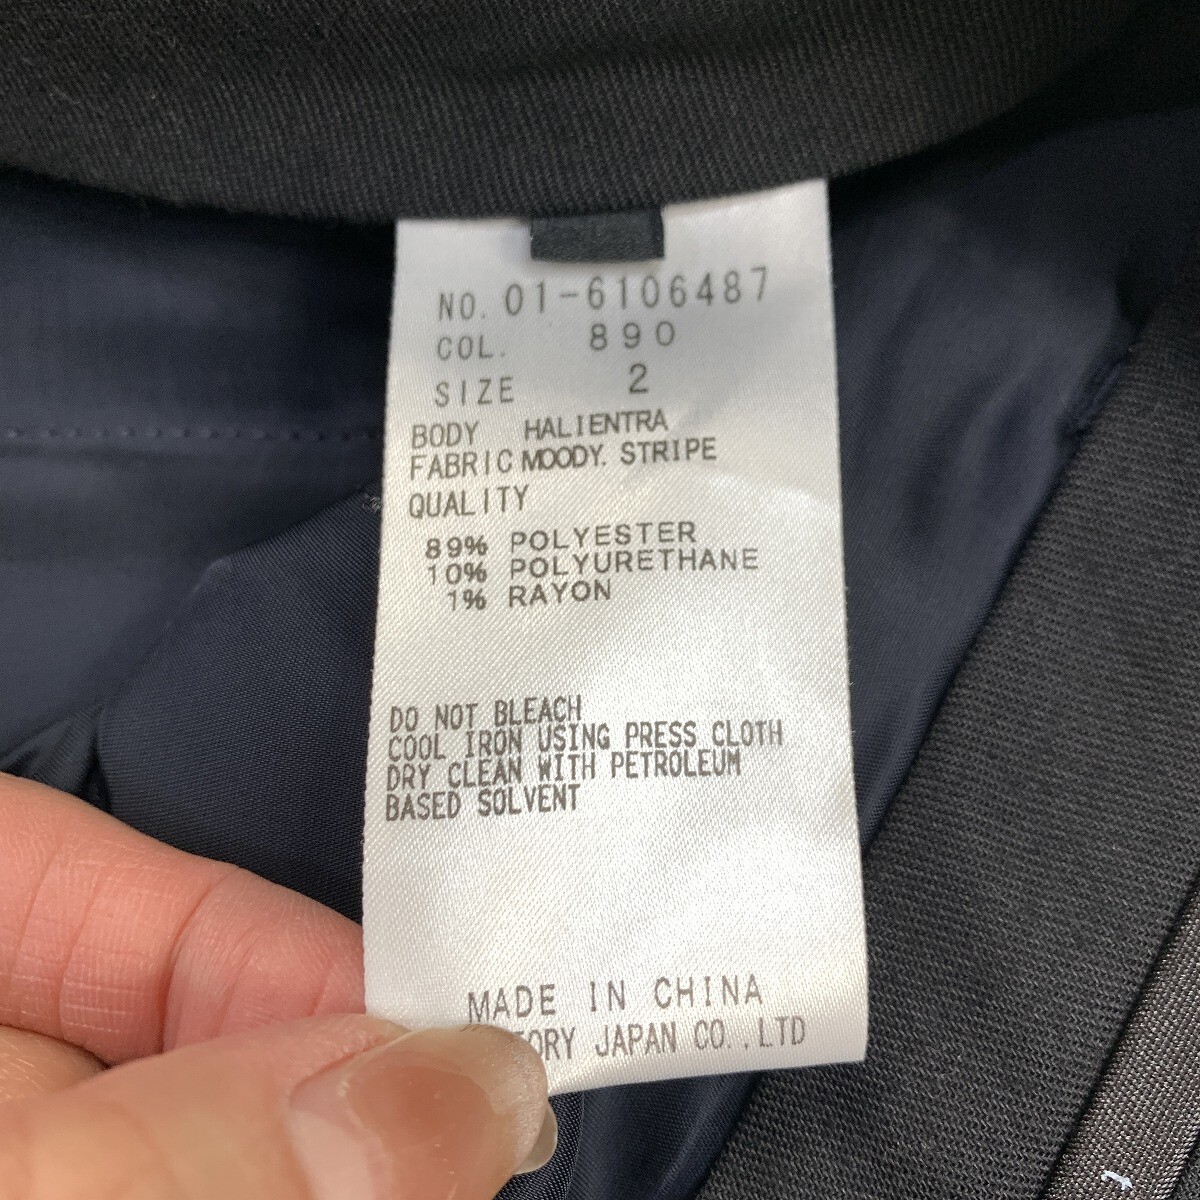 NO. 01-6106487
COL. 890
SIZE 2
BODY HALIENTRA
FABRIC MOODY. STRIPE
QUALITY
89% POLYESTER
10% POLYURETHANE
1% RAYON
DO NOT BLEACH
COOL IRON USING PRESS CLOTH
DRY CLEAN WITH PETROLEUM
BASED SOLVENT
MADE IN CHINA
JAPAN CO.,LTD